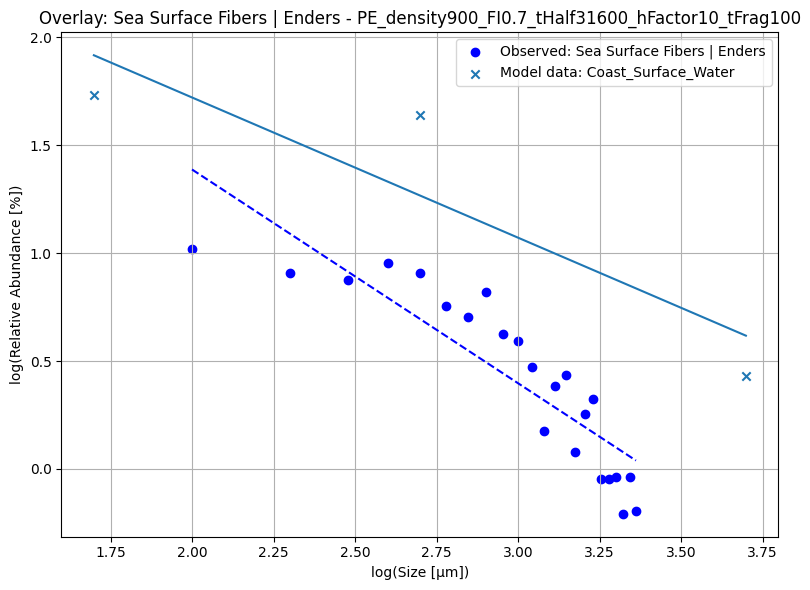 Overlay: Sea Surface Fibers | Enders - PE_density900_FI0.7_tHalf31600_hFactor10_tFrag100
Observed: Sea Surface Fibers | Enders
Model data: Coast_Surface_Water
log(Relative Abundance [%])
2.0
1.5
1.0
0.5
0.0
1.75 2.00 2.25 2.50 2.75 3.00 3.25 3.50 3.75
log(Size [µm])